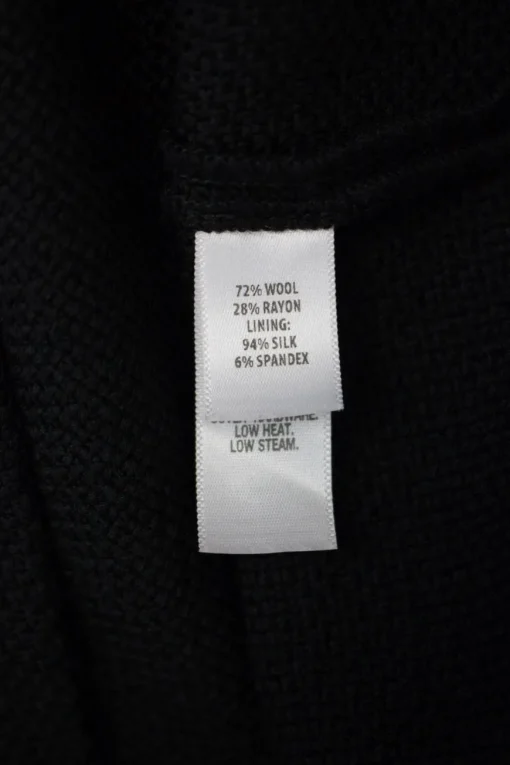 72% WOOL
28% RAYON
LINING:
94% SILK
6% SPANDEX
LOW HEAT.
LOW STEAM.